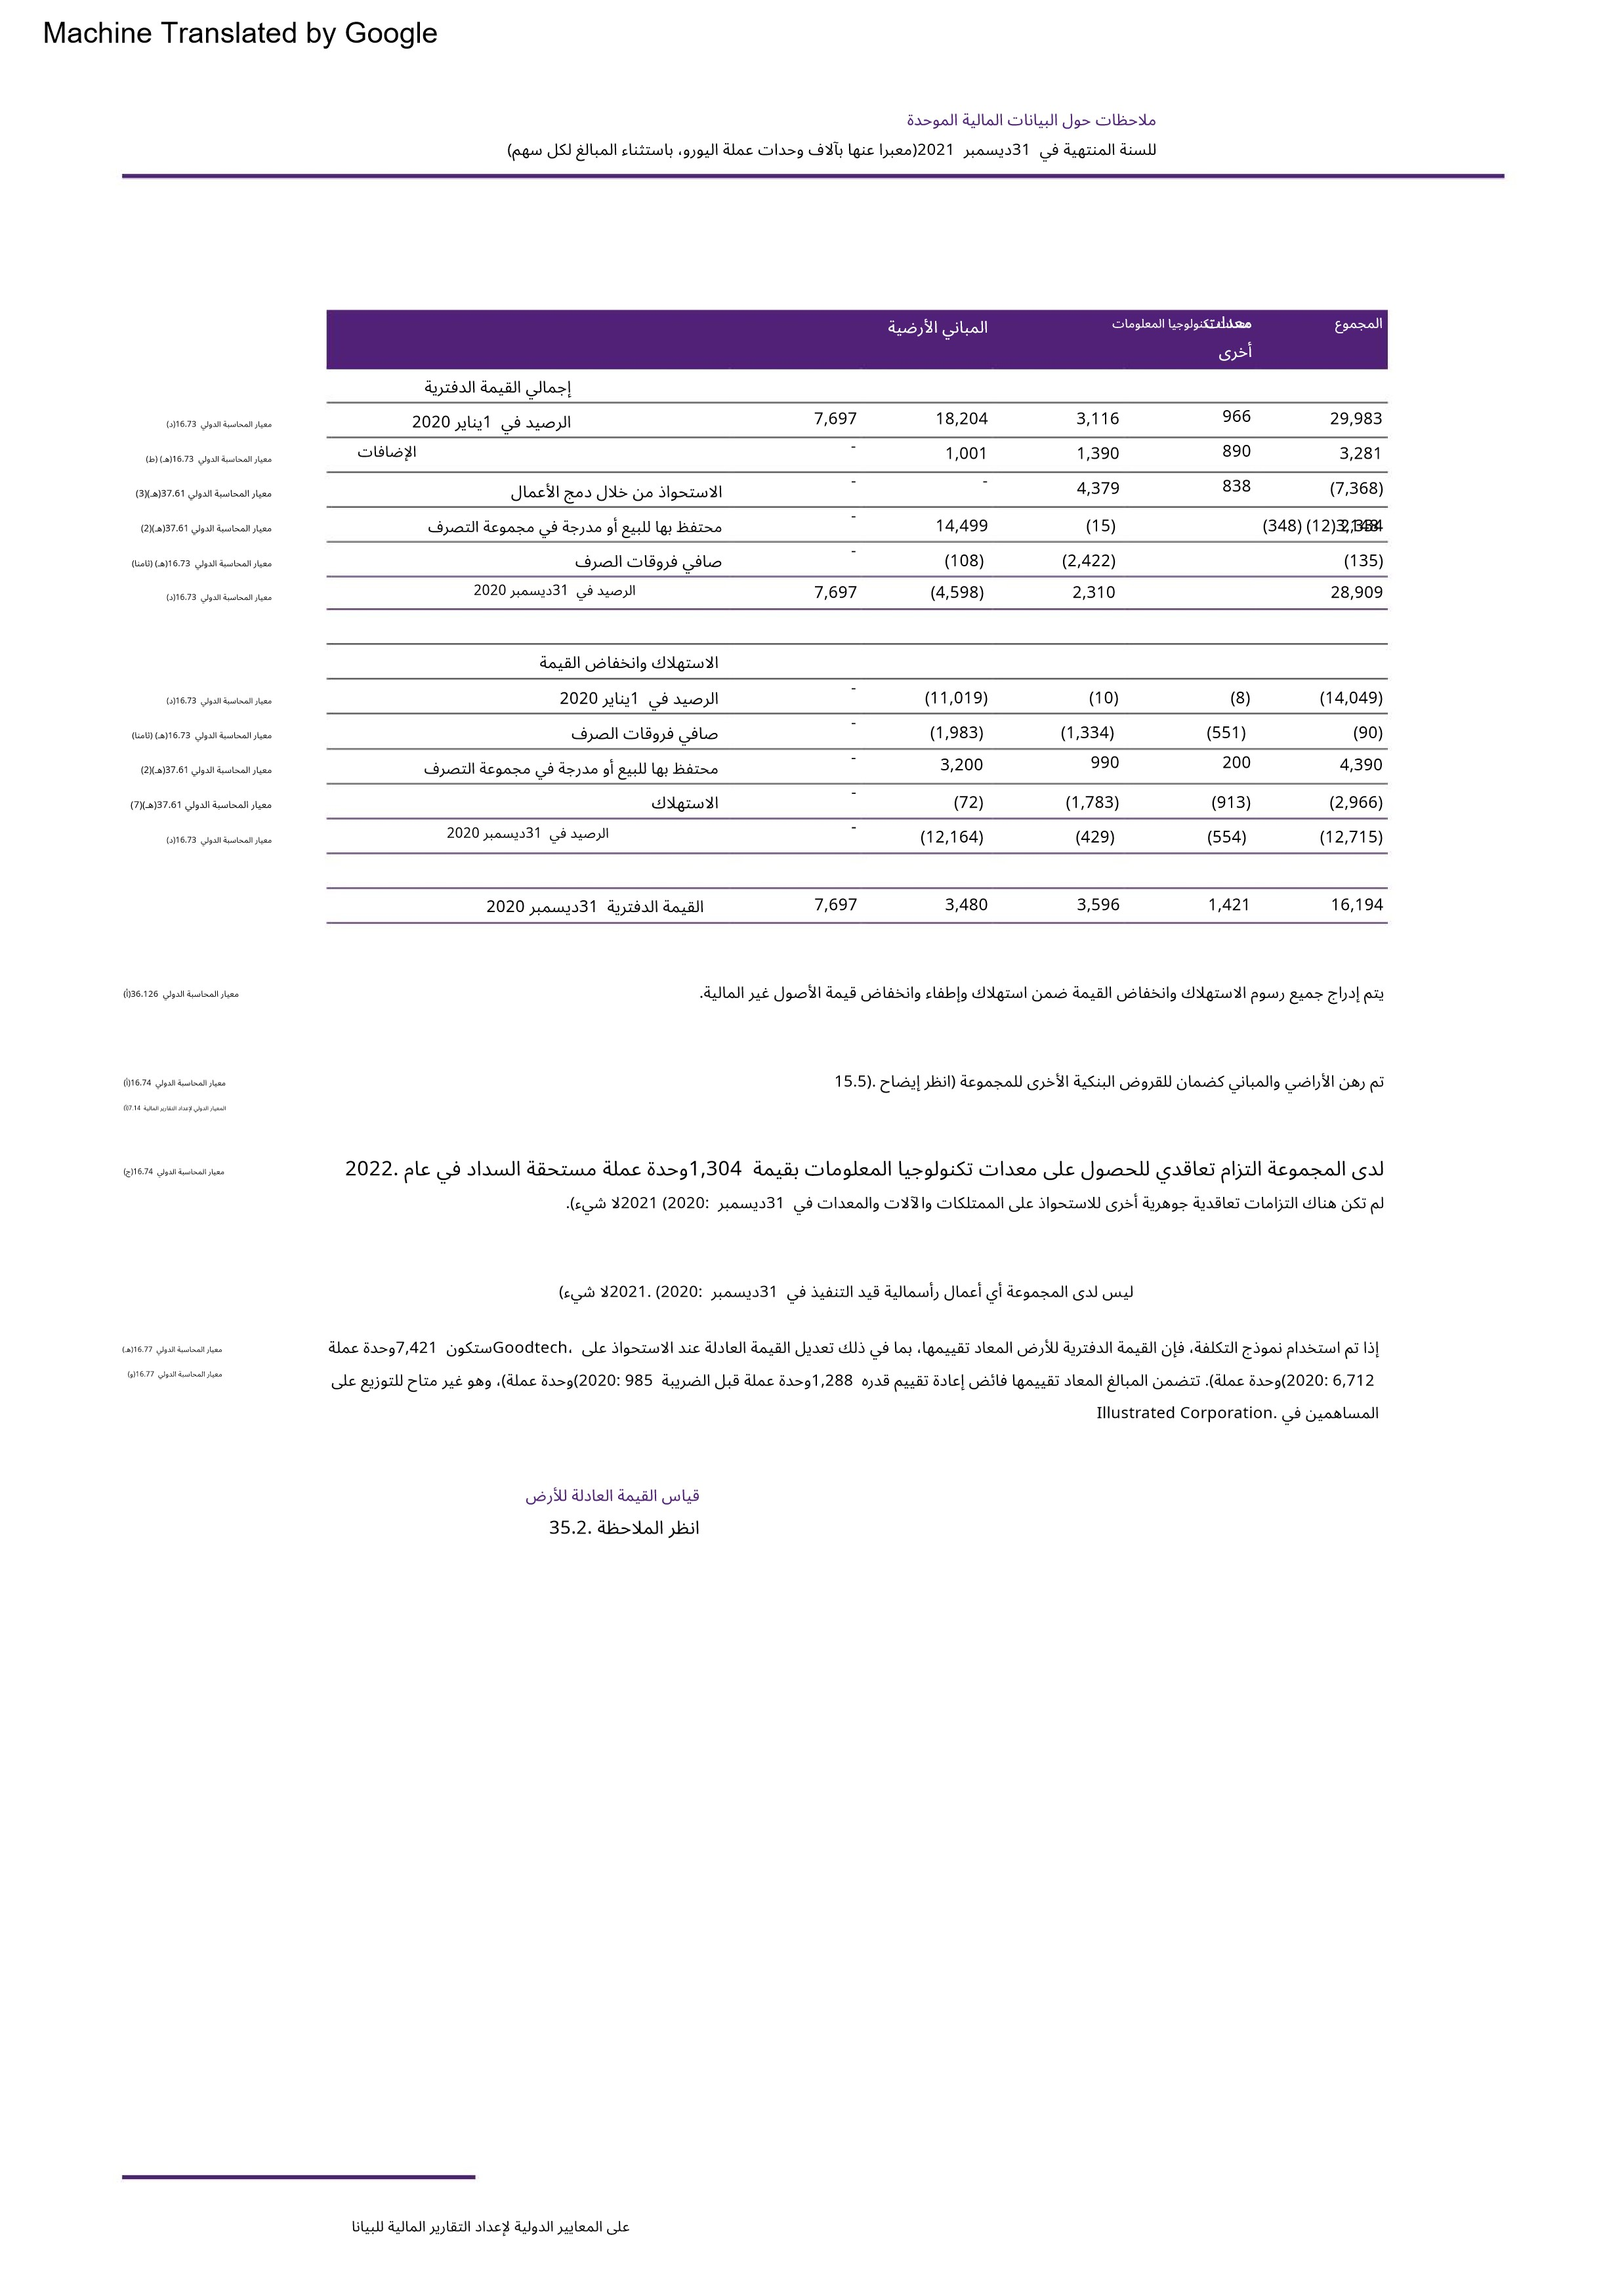 Machine Translated by Google
ملاحظات حول البيانات المالية الموحدة
للسنة المنتهية في 31ديسمبر 2021(معبرا عنها بآلاف وحدات عملة اليورو، باستثناء المبالغ لكل سهم)
المباني الأرضية تكنولوجيا المعلومات معدات المجموع
أخرى
إجمالي القيمة الدفترية
معيار المحاسبة الدولي 16.73(د) الرصيد في 1يناير 2020 7,697 18,204 3,116 966 29,983
معيار المحاسبة الدولي 16.73(هـ) (ط) الإضافات - 1,001 1,390 890 3,281
معيار المحاسبة الدولي 37.61(هـ)(3) الاستحواذ من خلال دمج الأعمال - - 4,379 838 (7,368)
معيار المحاسبة الدولي 37.61(هـ)(2) محتفظ بها للبيع أو مدرجة في مجموعة التصرف - 14,499 (15) (348) (12)
معيار المحاسبة الدولي 16.73(هـ) (ثامنا) صافي فروقات الصرف - (108) (2,422) (135)
معيار المحاسبة الدولي 16.73(د) الرصيد في 31ديسمبر 2020 7,697 (4,598) 2,310 28,909
الاستهلاك وانخفاض القيمة
معيار المحاسبة الدولي 16.73(د) الرصيد في 1يناير 2020 - (11,019) (10) (8) (14,049)
معيار المحاسبة الدولي 16.73(هـ) (ثامنا) صافي فروقات الصرف - (1,983) (1,334) (551) (90)
معيار المحاسبة الدولي 37.61(هـ)(2) محتفظ بها للبيع أو مدرجة في مجموعة التصرف - 3,200 990 200 4,390
معيار المحاسبة الدولي 37.61(هـ)(7) الاستهلاك - (72) (1,783) (913) (2,966)
معيار المحاسبة الدولي 16.73(د) الرصيد في 31ديسمبر 2020 - (12,164) (429) (554) (12,715)
القيمة الدفترية 31ديسمبر 2020 7,697 3,480 3,596 1,421 16,194
معيار المحاسبة الدولي 36.126(أ) يتم إدراج جميع رسوم الاستهلاك وانخفاض القيمة ضمن استهلاك وإطفاء وانخفاض قيمة الأصول غير المالية.
معيار المحاسبة الدولي 16.74(أ) تم رهن الأراضي والمباني كضمان للقروض البنكية الأخرى للمجموعة (انظر إيضاح .(15.5
المعيار الدولي لإعداد التقارير المالية 7.14(أ)
معيار المحاسبة الدولي 16.74(ج) لدى المجموعة التزام تعاقدي للحصول على معدات تكنولوجيا المعلومات بقيمة 1,304وحدة عملة مستحقة السداد في عام .2022
لم تكن هناك التزامات تعاقدية جوهرية أخرى للاستحواذ على الممتلكات والآلات والمعدات في 31ديسمبر :2020) 2021لا شيء).
ليس لدى المجموعة أي أعمال رأسمالية قيد التنفيذ في 31ديسمبر :2020) .2021لا شيء)
معيار المحاسبة الدولي 16.77(هـ) إذا تم استخدام نموذج التكلفة، فإن القيمة الدفترية للأرض المعاد تقييمها، بما في ذلك تعديل القيمة العادلة عند الاستحواذ على ،Goodtechستكون 7,421وحدة عملة
معيار المحاسبة الدولي 16.77(و) 6,712 :2020)وحدة عملة). تتضمن المبالغ المعاد تقييمها فائض إعادة تقييم قدره 1,288وحدة عملة قبل الضريبة 985 :2020)وحدة عملة)، وهو غير متاح للتوزيع على
المساهمين في .Illustrated Corporation
قياس القيمة العادلة للأرض
انظر الملاحظة .35.2
على المعايير الدولية لإعداد التقارير المالية للبيانا